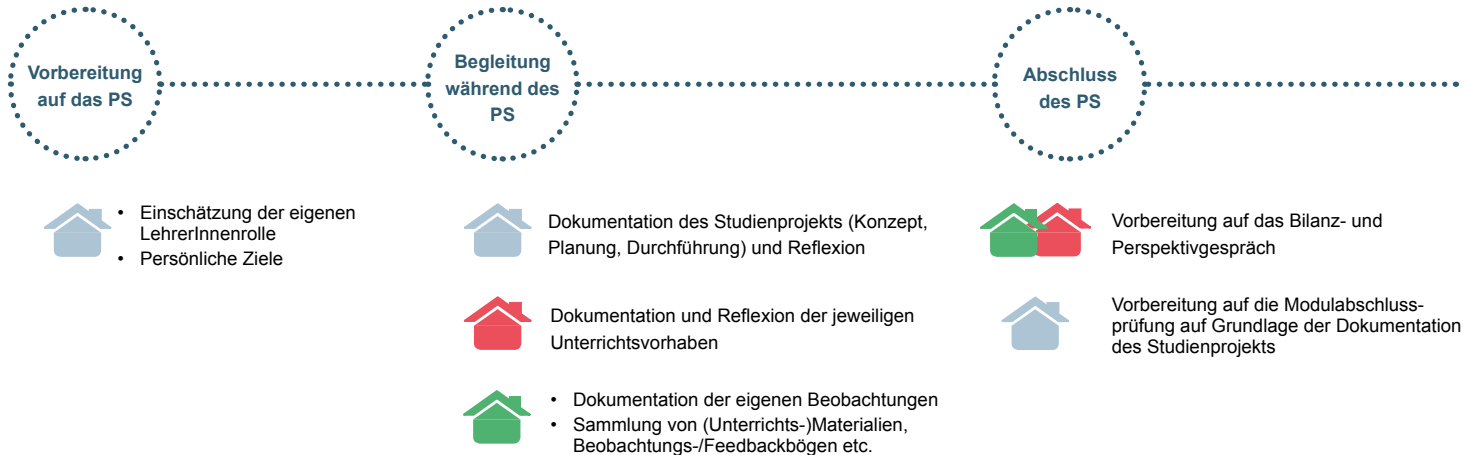 Vorbereitung
auf das PS
Begleitung
während des
PS
Abschluss
des PS
• Einschätzung der eigenen
LehrerInnenrolle
• Persönliche Ziele
Dokumentation des Studienprojekts (Konzept,
Planung, Durchführung) und Reflexion
Dokumentation und Reflexion der jeweiligen
Unterrichtsvorhaben
• Dokumentation der eigenen Beobachtungen
• Sammlung von (Unterrichts-)Materialien,
Beobachtungs-/Feedbackbögen etc.
Vorbereitung auf das Bilanz- und
Perspektivgespräch
Vorbereitung auf die Modulabschluss-
prüfung auf Grundlage der Dokumentation
des Studienprojekts